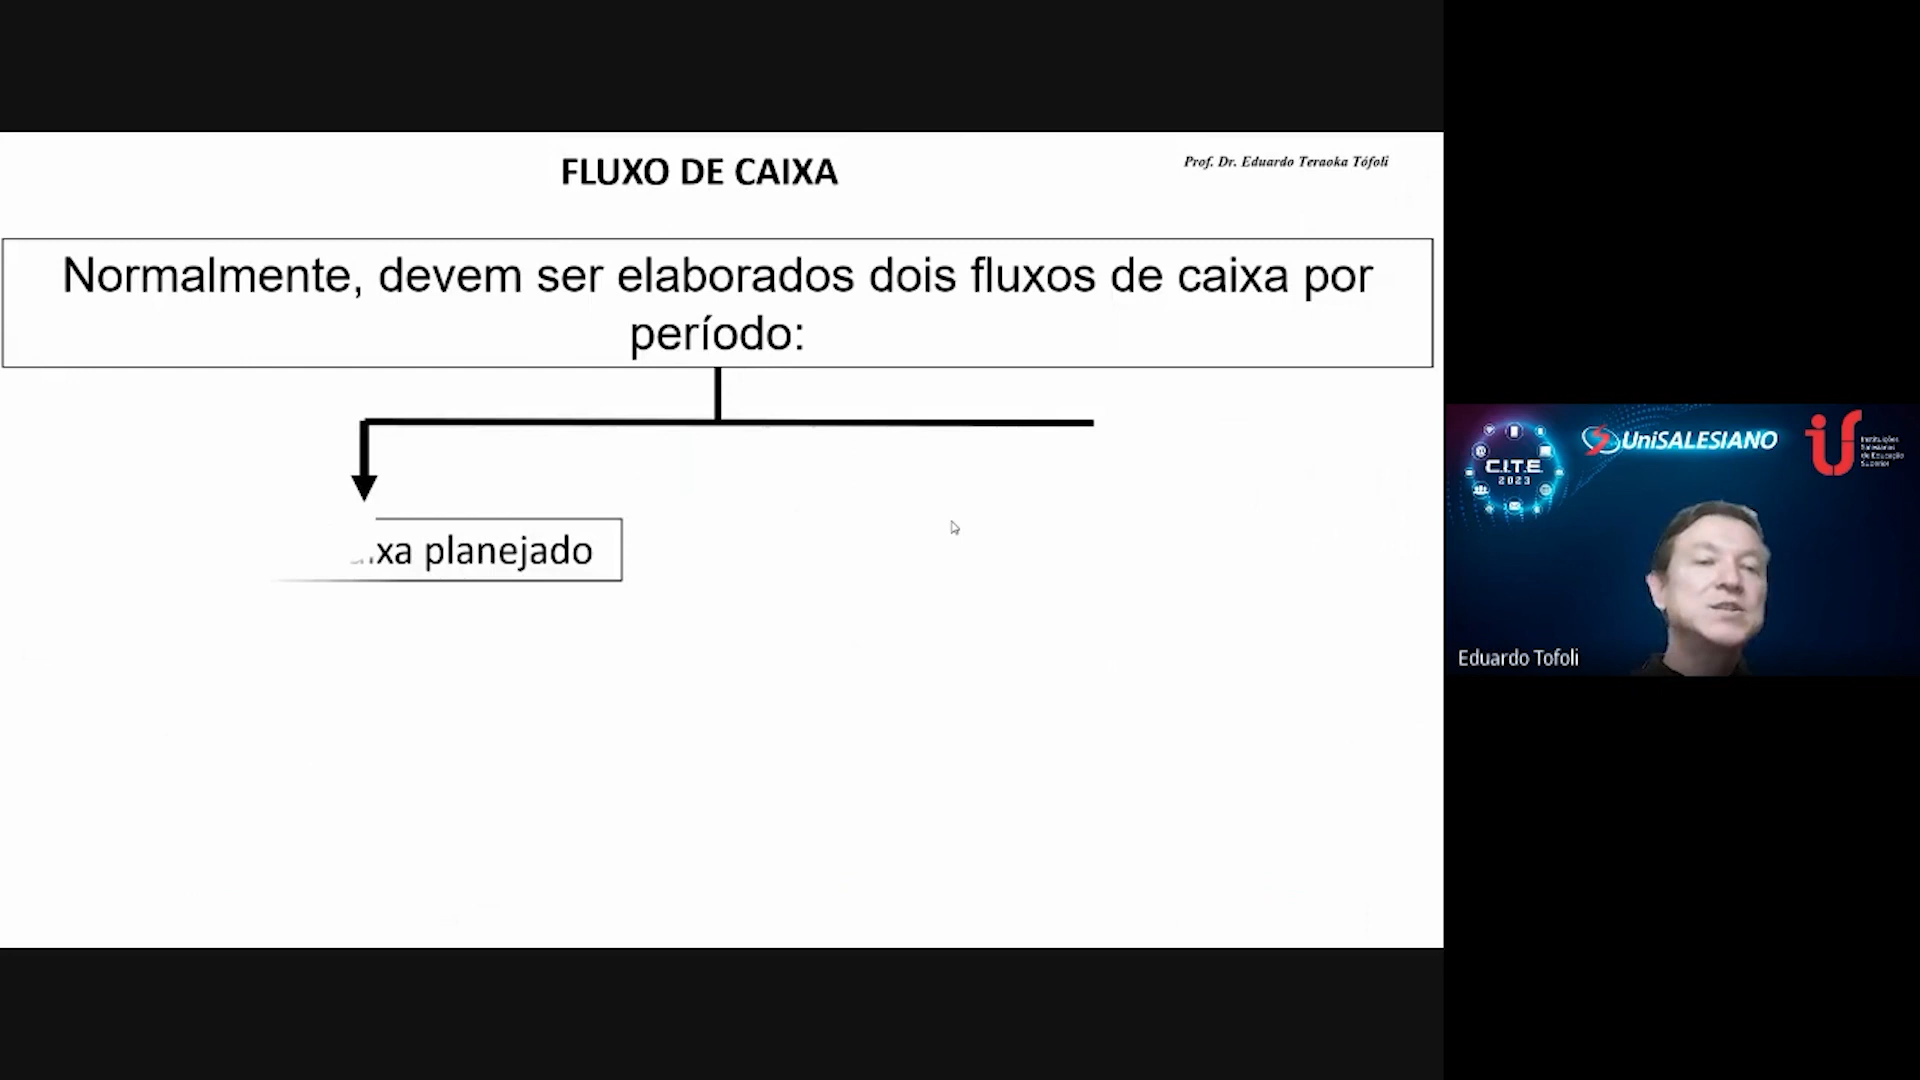 FLUXO DE CAIXA
Prof. Dr. Eduardo Teraoka Tófoli
Normalmente, devem ser elaborados dois fluxos de caixa por
período:
planejado
C.I.T.E.
2023
UniSALESIANO
Instituições
Salesianas
de Educação
Superior
Eduardo Tofoli